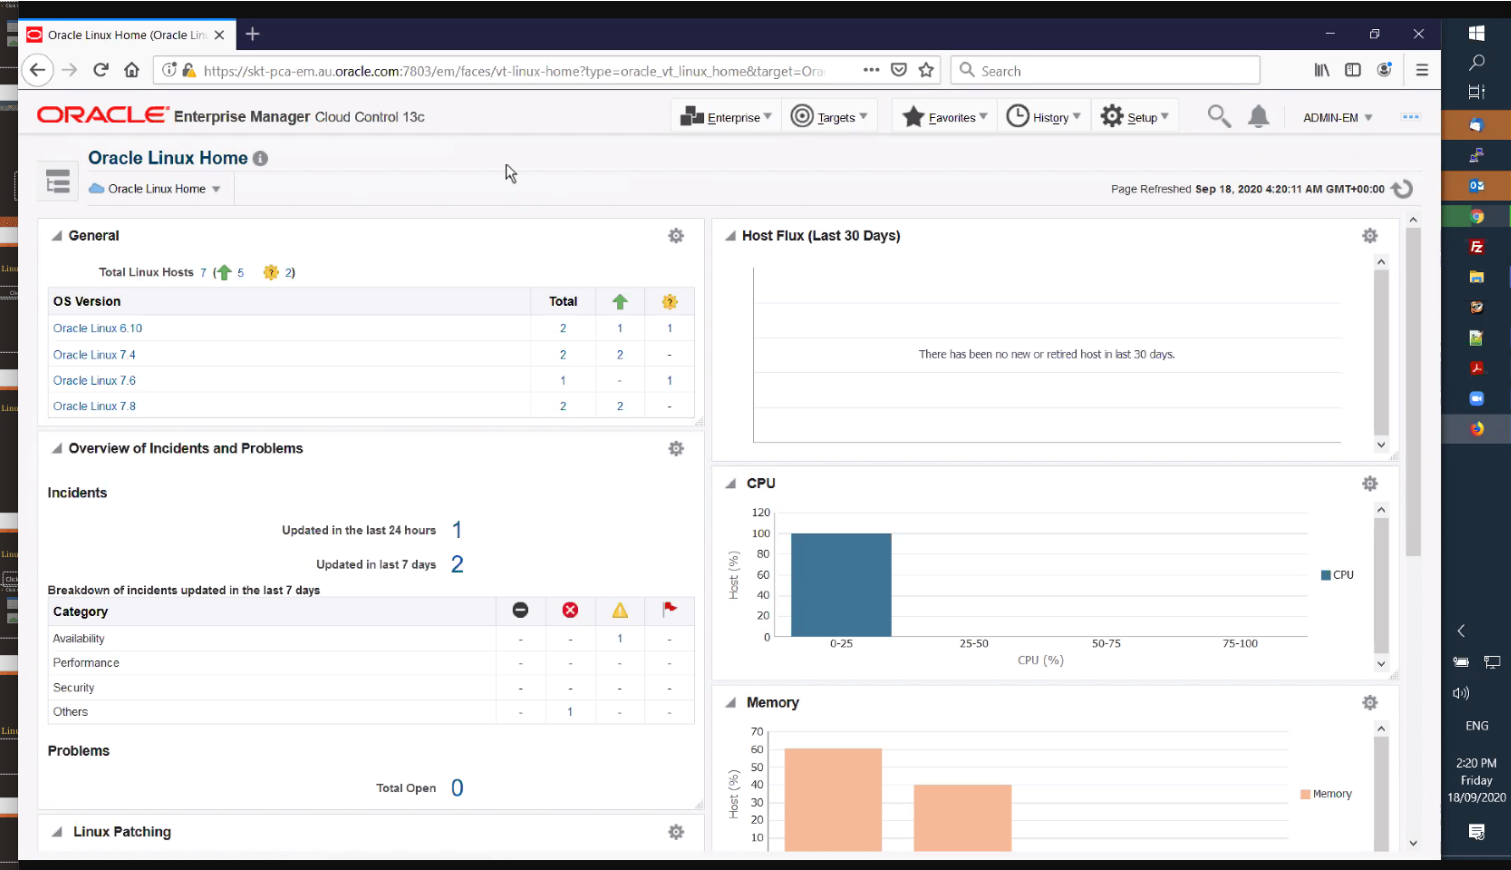 Oracle Linux Home (Oracle Lin
https://skt-pca-em.au.oracle.com:7803/em/faces/vt-linux-home?type=oracle_vt_linux_home&target=Ora
Search
ORACLE Enterprise Manager Cloud Control 13c
Enterprise
Targets
Favorites
History
Setup
ADMIN-EM
Oracle Linux Home
Oracle Linux Home
Page Refreshed Sep 18, 2020 4:20:11 AM GMT+00:00
General
Total Linux Hosts 7 ( 5 2)
OS Version Total
Oracle Linux 6.10 2 1 1
Oracle Linux 7.4 2 2 -
Oracle Linux 7.6 1 - 1
Oracle Linux 7.8 2 2 -
Overview of Incidents and Problems
Incidents
Updated in the last 24 hours 1
Updated in last 7 days 2
Breakdown of incidents updated in the last 7 days
Category
Availability - - 1 -
Performance - - - -
Security - - - -
Others - 1 - -
Problems
Total Open 0
Linux Patching
Host Flux (Last 30 Days)
There has been no new or retired host in last 30 days.
CPU
120
100
80
60
40
20
0
Host (%)
0-25 25-50 50-75 75-100
CPU (%)
CPU
Memory
70
60
50
40
30
20
10
Host (%)
Memory
ENG
2:20 PM
Friday
18/09/2020